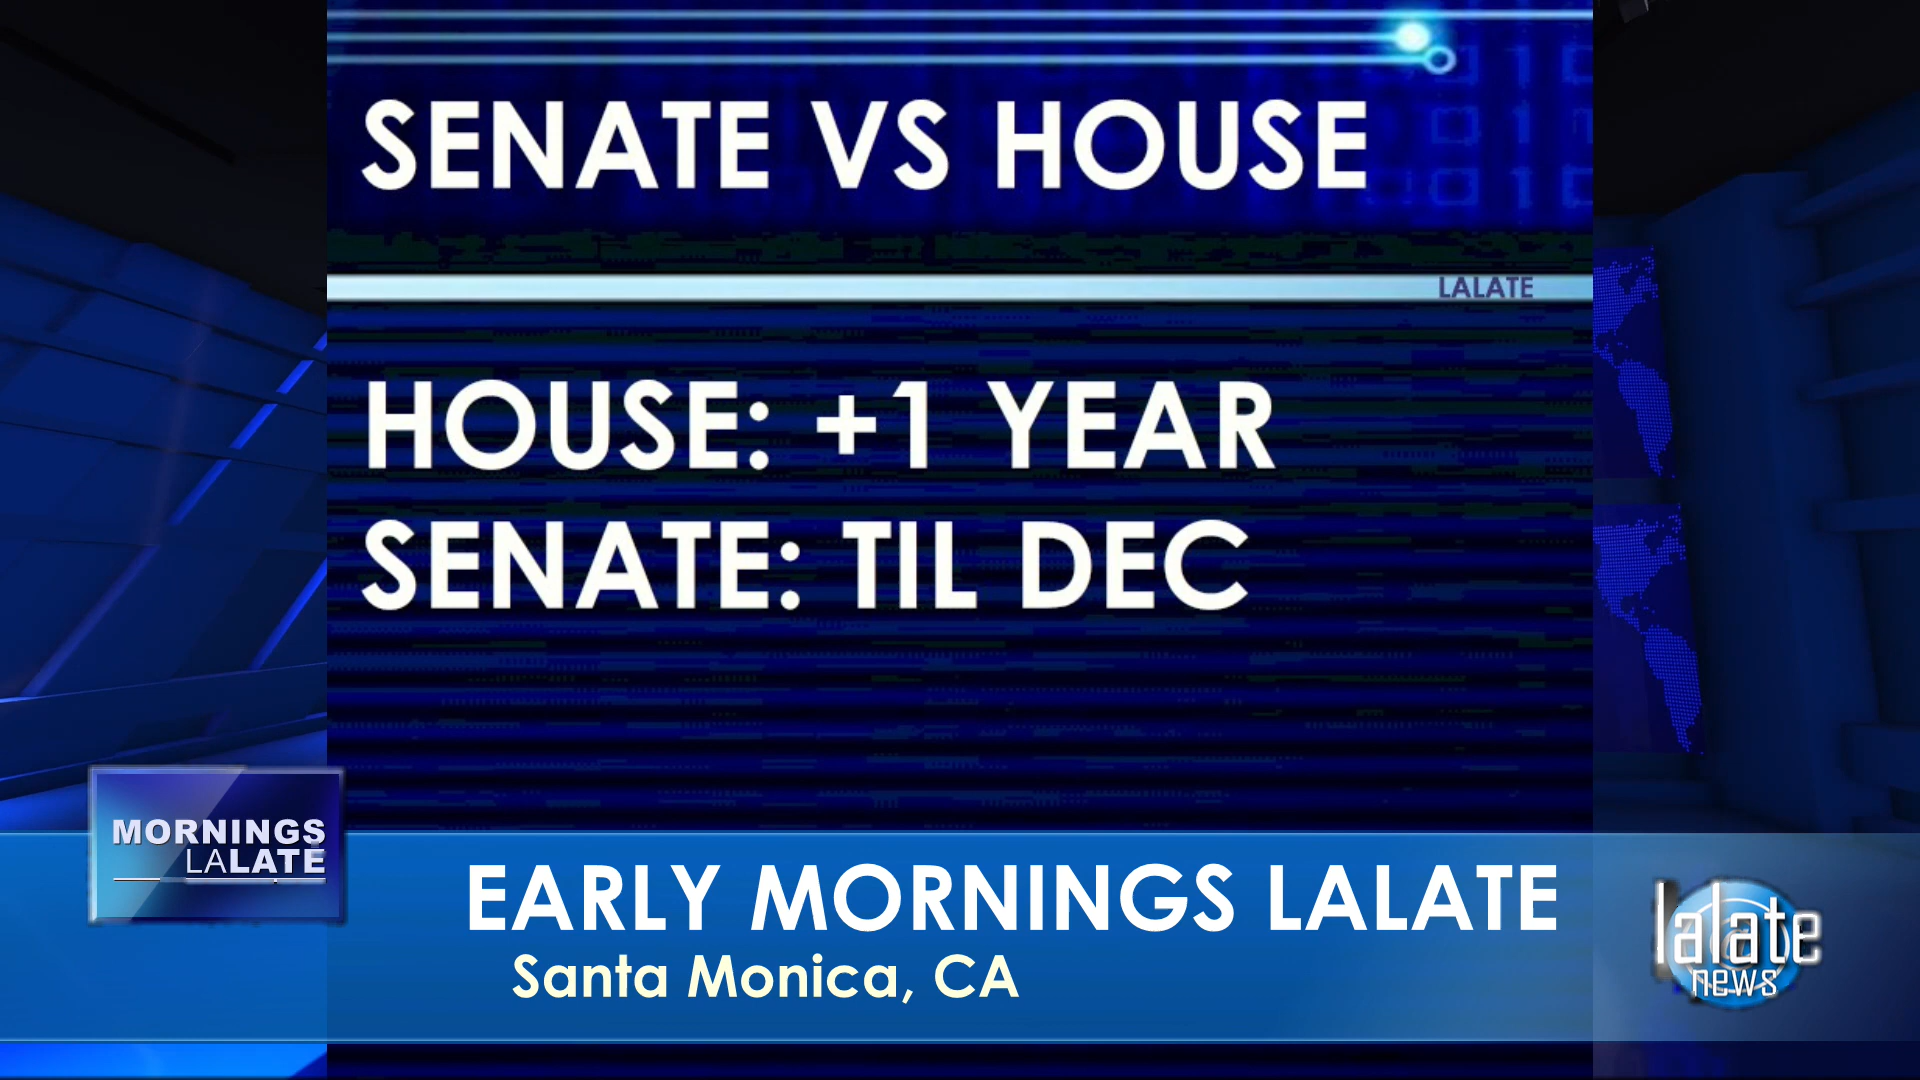 SENATE VS HOUSE
LALATE
HOUSE: +1 YEAR
SENATE: TIL DEC
MORNINGS
LALATE
EARLY MORNINGS LALATE
Santa Monica, CA
lalate
news